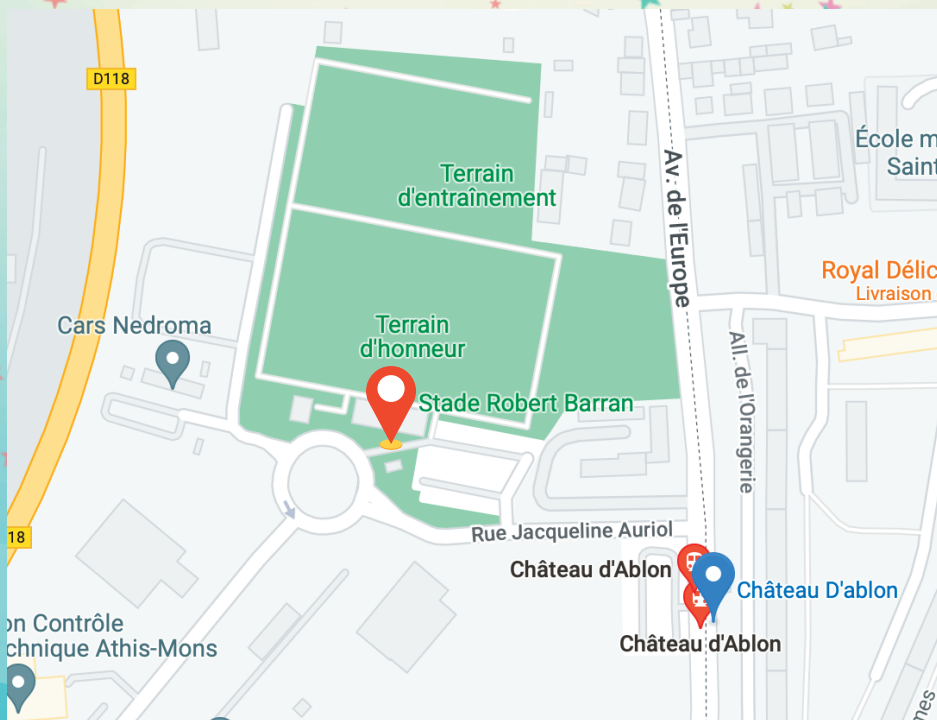 D118
École m
Saint
Terrain
d'entraînement
Av. de l'Europe
Royal Délic
Livraison
Cars Nedroma
Terrain
d'honneur
All. de l'Orangerie
Stade Robert Barran
18
Rue Jacqueline Auriol
Château d'Ablon
Château D'ablon
on Contrôle
chnique Athis-Mons
Château d'Ablon
nes